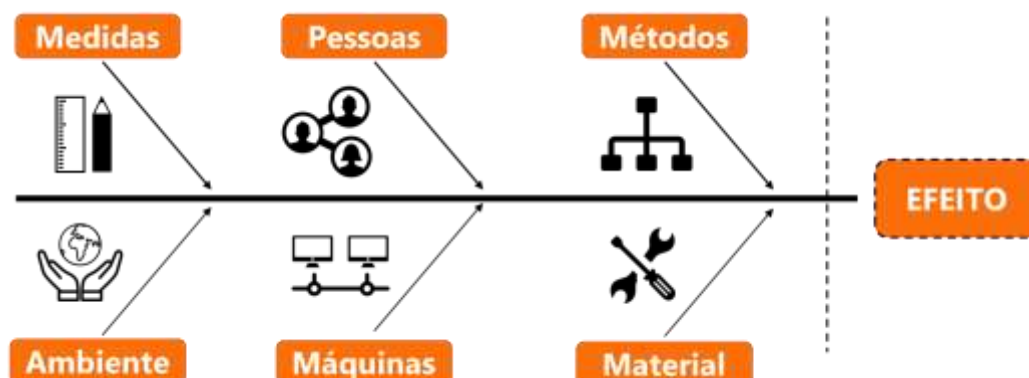 Medidas
Pessoas
Métodos
EFEITO
Ambiente
Máquinas
Material